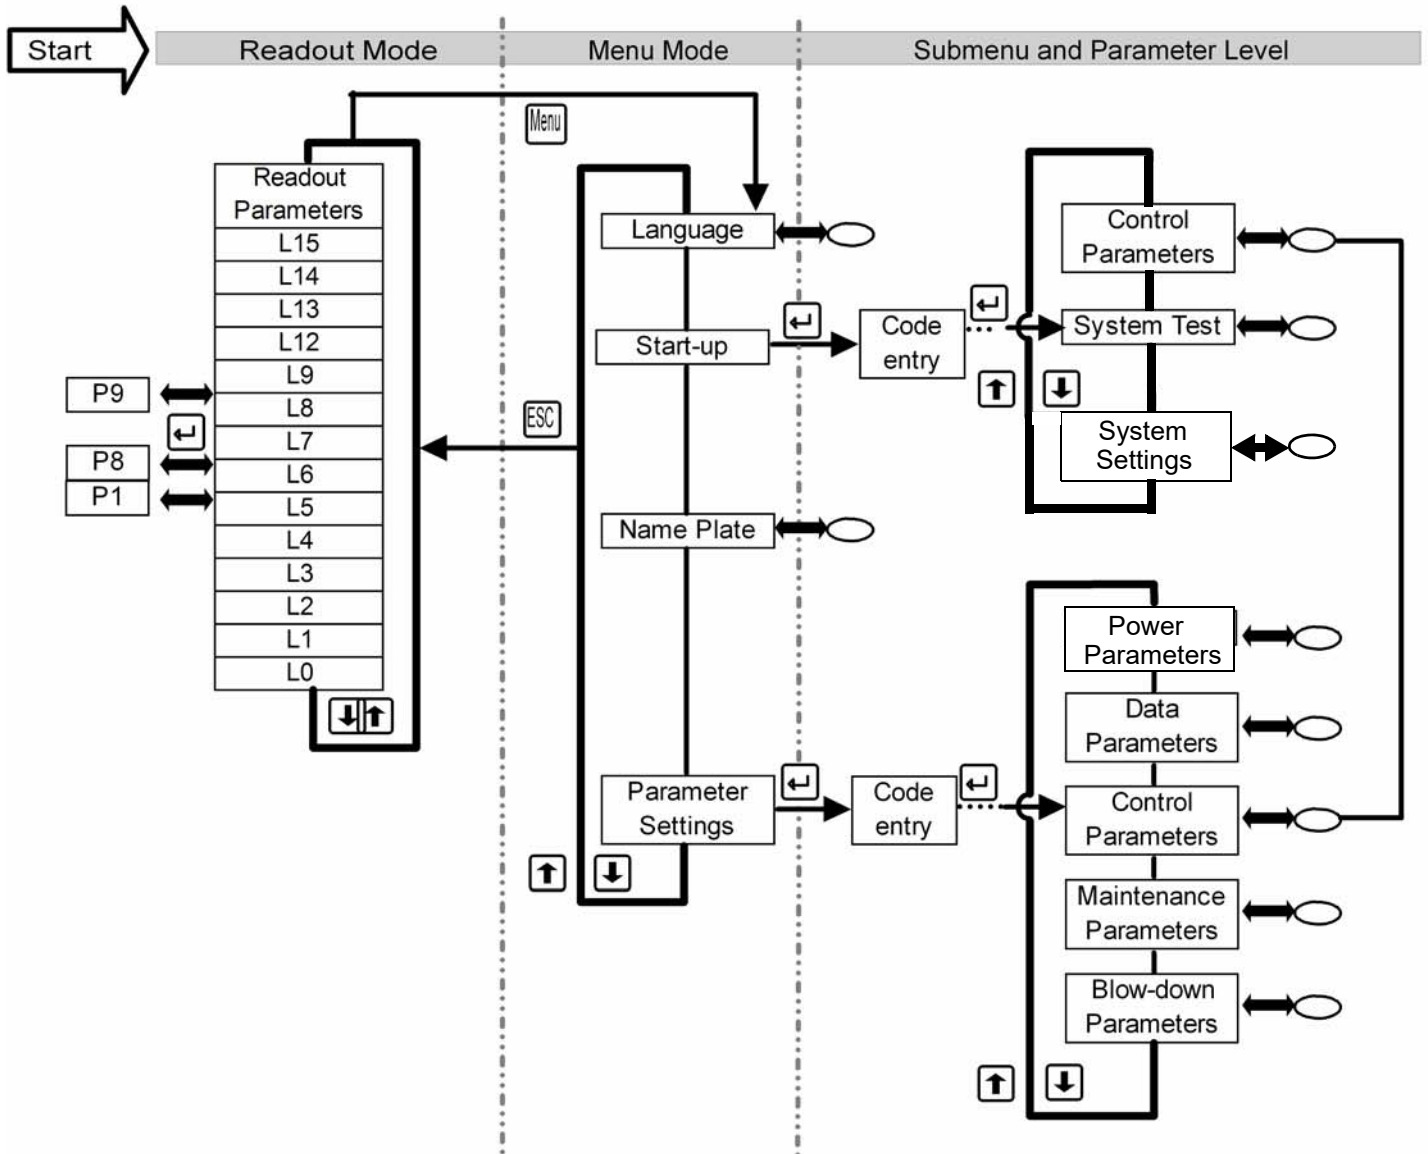 Start
Readout Mode
Menu Mode
Submenu and Parameter Level
Menu
Readout
Parameters
L15
L14
L13
L12
L9
L8
L7
L6
L5
L4
L3
L2
L1
L0
P9
P8
P1
ESC
Language
Start-up
Name Plate
Parameter
Settings
Code
entry
Control
Parameters
System Test
System
Settings
Code
entry
Power
Parameters
Data
Parameters
Control
Parameters
Maintenance
Parameters
Blow-down
Parameters